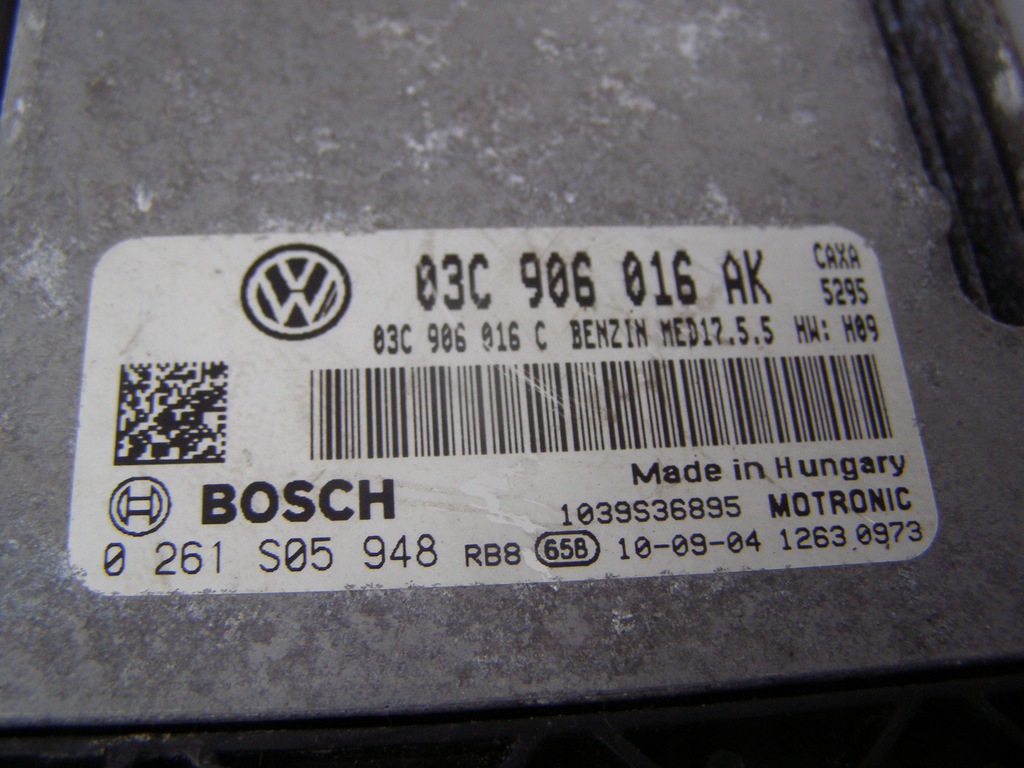 03C 906 016 AK CAXA
5295
03C 906 016 C BENZIN MED17.5.5 HW: H09
Made in Hungary
BOSCH 1039S36895 MOTRONIC
0 261 S05 948 RB8 658 10-09-04 1263 0973